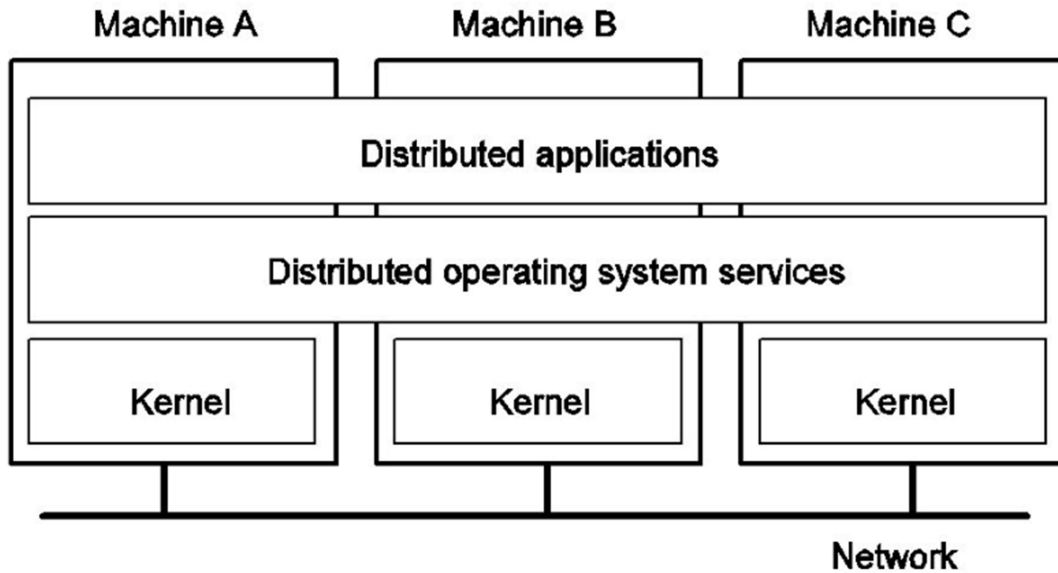 Machine A
Machine B
Machine C
Distributed applications
Distributed operating system services
Kernel
Kernel
Kernel
Network